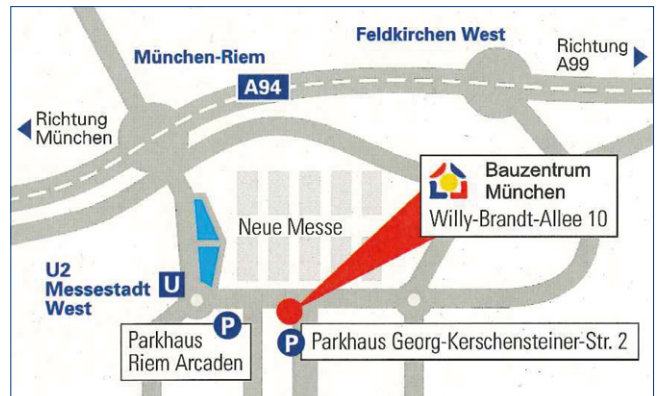 Feldkirchen West
Richtung
A99
München-Riem
A94
Richtung
München
Bauzentrum
München
Willy-Brandt-Allee 10
Neue Messe
U2
Messestadt
West
U
P
Parkhaus
Riem Arcaden
P
Parkhaus Georg-Kerschensteiner-Str. 2